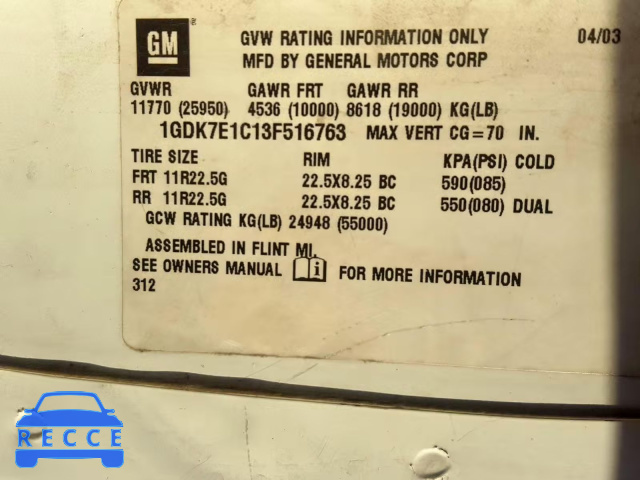 GM
GVW RATING INFORMATION ONLY 04/03
MFD BY GENERAL MOTORS CORP
GVWR GAWR FRT GAWR RR
11770 (25950) 4536 (10000) 8618 (19000) KG(LB)
1GDK7E1C13F516763 MAX VERT CG=70 IN.
TIRE SIZE RIM KPA(PSI) COLD
FRT 11R22.5G 22.5X8.25 BC 590(085)
RR 11R22.5G 22.5X8.25 BC 550(080) DUAL
GCW RATING KG(LB) 24948 (55000)
ASSEMBLED IN FLINT MI.
SEE OWNERS MANUAL i FOR MORE INFORMATION
312
RECCE